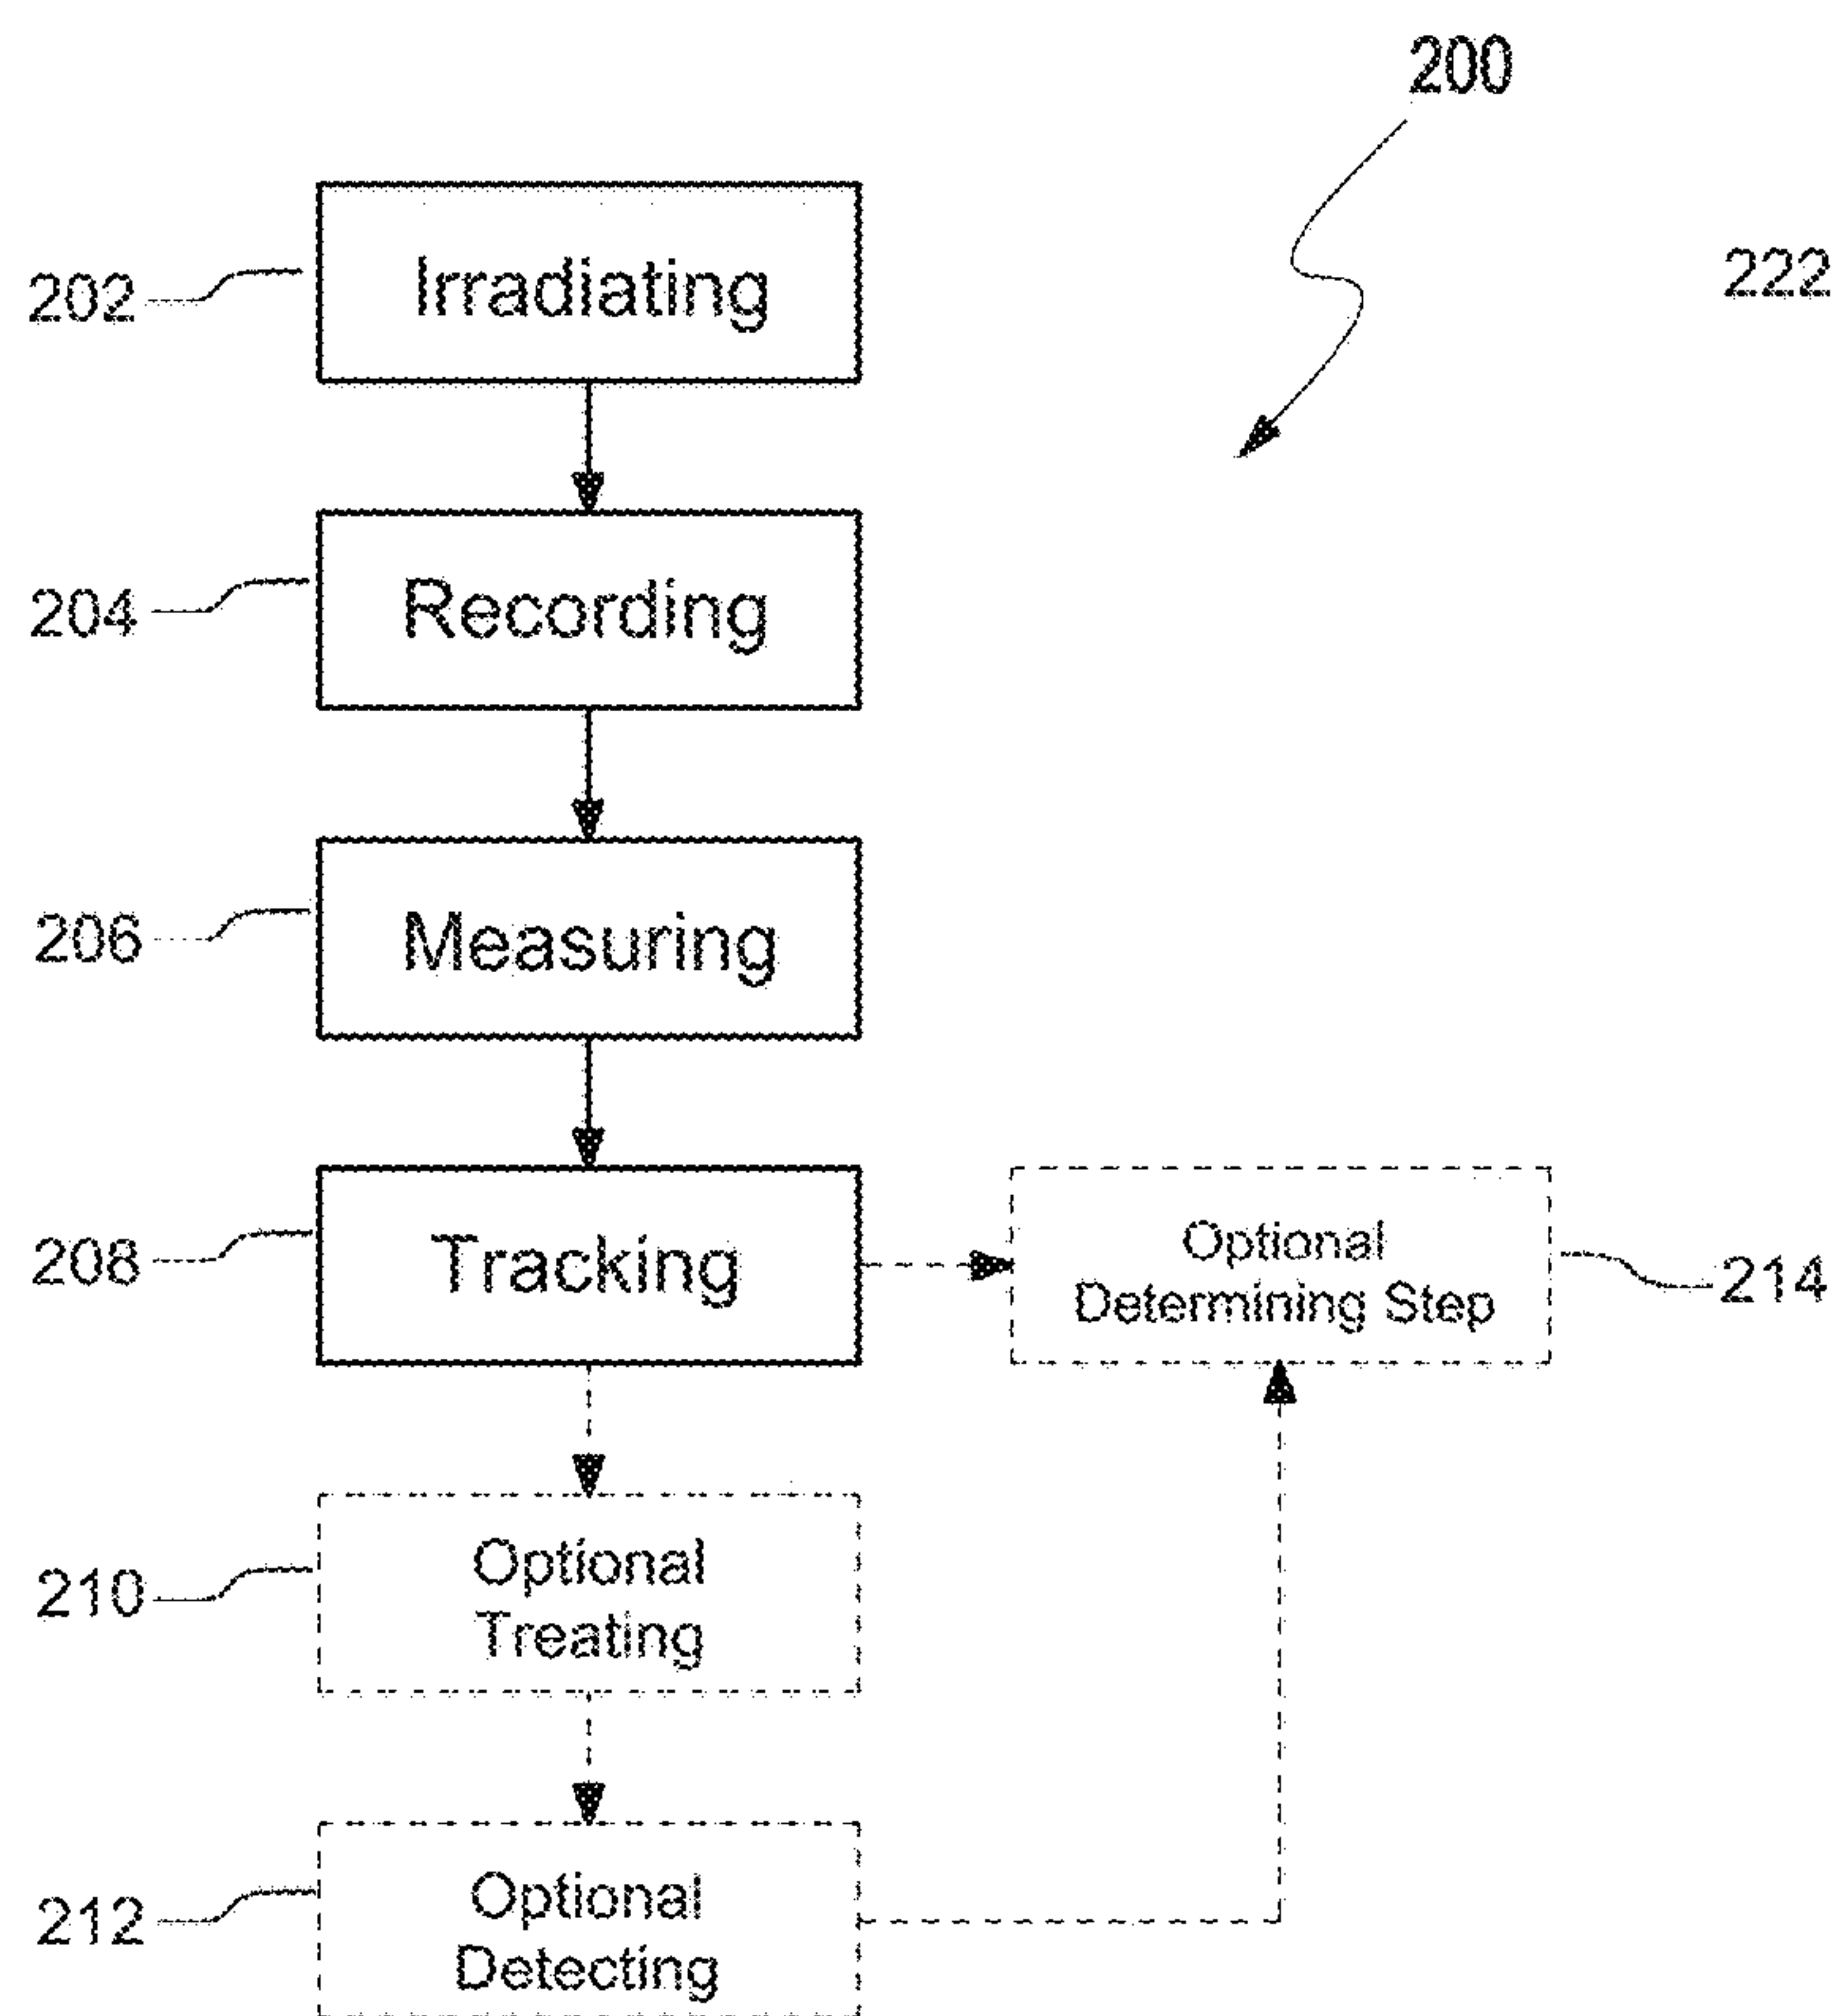 200
202
Irradiating
222
204
Recording
206
Measuring
208
Tracking
Optional
Determining Step
214
210
Optional
Treating
212
Optional
Detecting